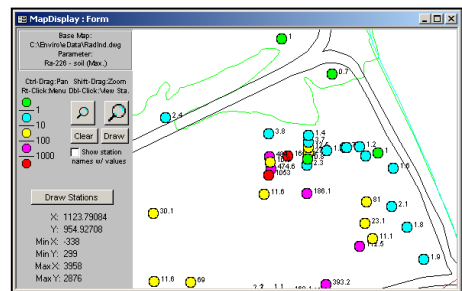 MapDisplay : Form
Base Map:
C:\Enviro\eData\RadInd.dwg
Parameter:
Ra-226 - soil (Max.)
Ctrl-Drag:Pan Shift-Drag:Zoom
Rt-Click:Menu Dbl-Click:View Sta.
1
10
100
1000
Clear Draw
Show station
names w/ values
Draw Stations
X: 1123.79084
Y: 954.92708
Min X: -338
Min Y: 299
Max X: 3958
Max Y: 2876
1
0.7
2.4
3.8
1.4
3.7
1.2
1
1.6
2.3
474.6
1053
11.6
186.1
81
2.1
30.1
23.1
1.8
11.1
1.9
11.6
69
393.2